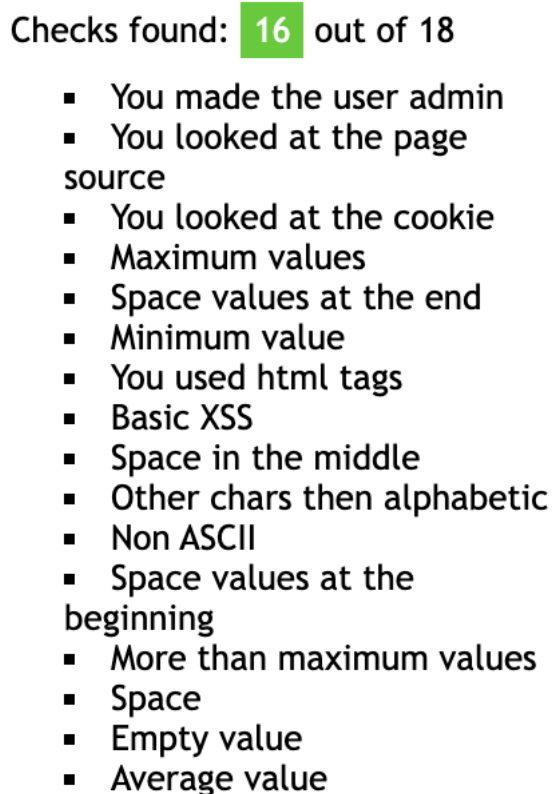 Checks found: 16 out of 18
▪ You made the user admin
▪ You looked at the page
source
▪ You looked at the cookie
▪ Maximum values
▪ Space values at the end
▪ Minimum value
▪ You used html tags
▪ Basic XSS
▪ Space in the middle
▪ Other chars then alphabetic
▪ Non ASCII
▪ Space values at the
beginning
▪ More than maximum values
▪ Space
▪ Empty value
▪ Average value